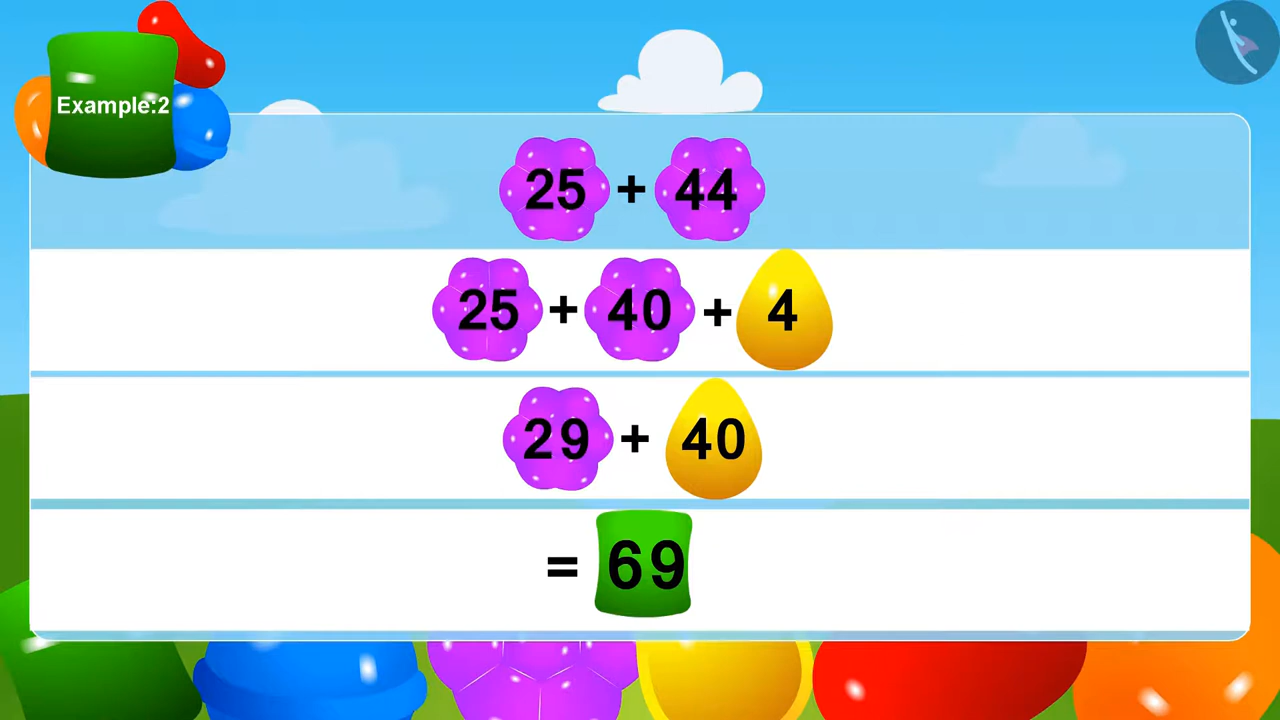 Example:2
25 + 44
25 + 40 + 4
29 + 40
= 69